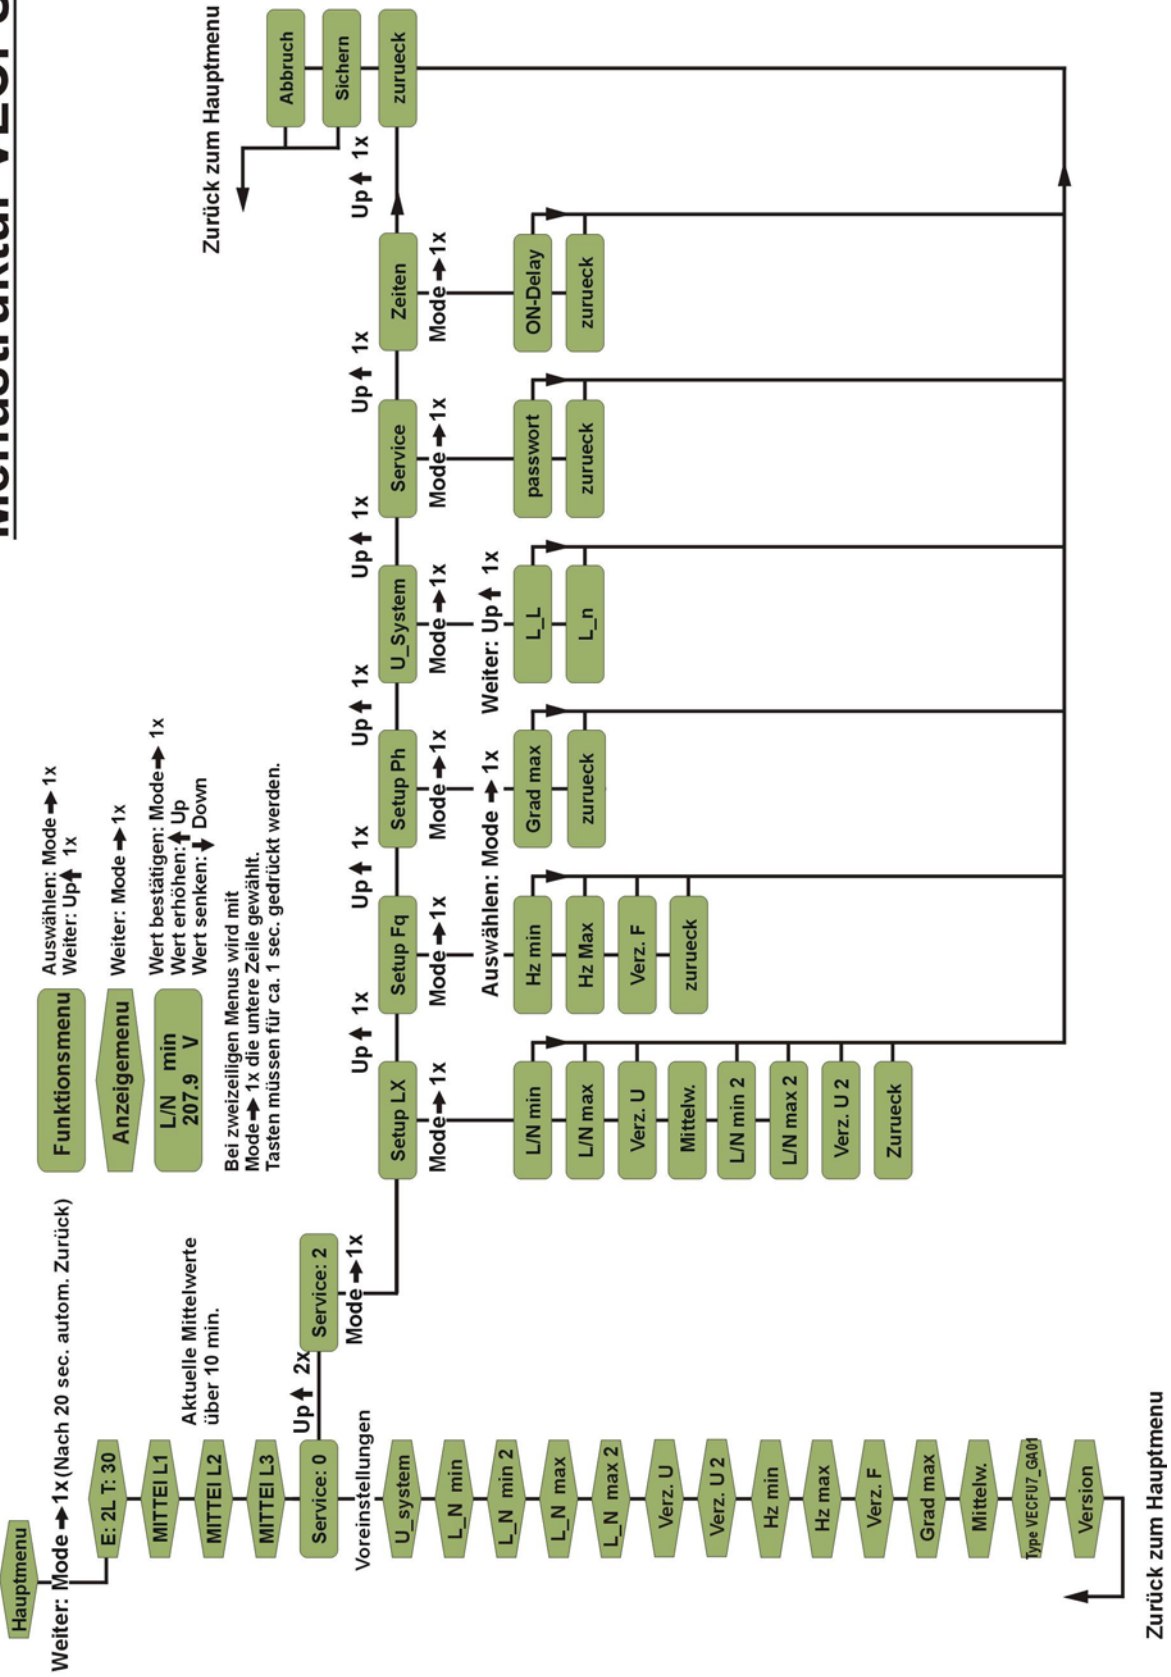 Menüstruktur
Hauptmenu
Weiter: Mode → 1x (Nach 20 sec. autom. Zurück)
E: 2L T: 30
MITTEl L1
MITTEl L2
MITTEl L3
Aktuelle Mittelwerte
über 10 min.
Service: 0
Up ↑ 2x
Service: 2
Mode → 1x
Voreinstellungen
U_system
L_N min
L_N min 2
L_N max
L_N max 2
Verz. U
Verz. U 2
Hz min
Hz max
Verz. F
Grad max
Mittelw.
Type VECFU7_GA01
Version
Zurück zum Hauptmenu
Funktionsmenu
Auswählen: Mode → 1x
Weiter: Up ↑ 1x
Anzeigemenu
Weiter: Mode → 1x
L/N min
207.9 V
Wert bestätigen: Mode → 1x
Wert erhöhen: ↑ Up
Wert senken: ↓ Down
Bei zweizeiligen Menus wird mit
Mode → 1x die untere Zeile gewählt.
Tasten müssen für ca. 1 sec. gedrückt werden.
Setup LX
Mode → 1x
L/N min
L/N max
Verz. U
Mittelw.
L/N min 2
L/N max 2
Verz. U 2
Zurueck
Up ↑ 1x
Setup Fq
Mode → 1x
Auswählen: Mode → 1x
Weiter: Up ↑ 1x
Hz min
Hz Max
Verz. F
zurueck
Up ↑ 1x
Setup Ph
Mode → 1x
Grad max
zurueck
Up ↑ 1x
U_System
Mode → 1x
L_L
L_n
Up ↑ 1x
Service
Mode → 1x
passwort
zurueck
Up ↑ 1x
Zeiten
Mode → 1x
ON-Delay
zurueck
Up ↑ 1x
Zurück zum Hauptmenu
Abbruch
Sichern
zurueck